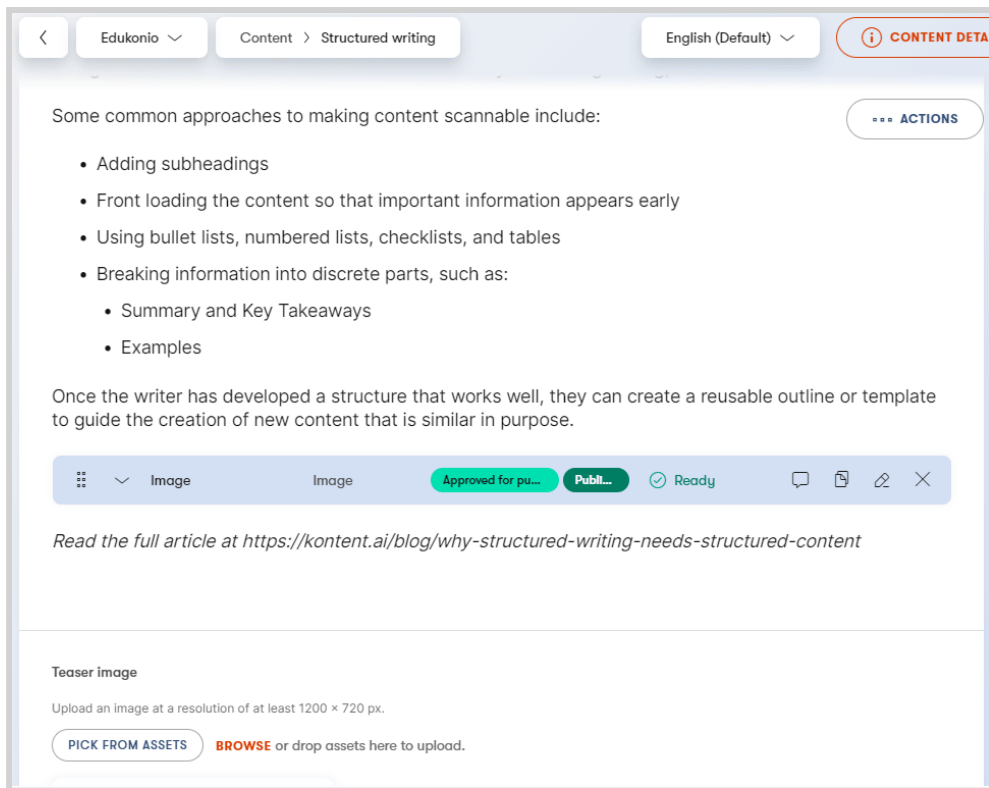 Edukonio
Content > Structured writing
English (Default)
CONTENT DETA
Some common approaches to making content scannable include:
ACTIONS
• Adding subheadings
• Front loading the content so that important information appears early
• Using bullet lists, numbered lists, checklists, and tables
• Breaking information into discrete parts, such as:
• Summary and Key Takeaways
• Examples
Once the writer has developed a structure that works well, they can create a reusable outline or template
to guide the creation of new content that is similar in purpose.
Image Image Approved for pu... Publi... Ready
Read the full article at https://kontent.ai/blog/why-structured-writing-needs-structured-content
Teaser image
Upload an image at a resolution of at least 1200 × 720 px.
PICK FROM ASSETS BROWSE or drop assets here to upload.